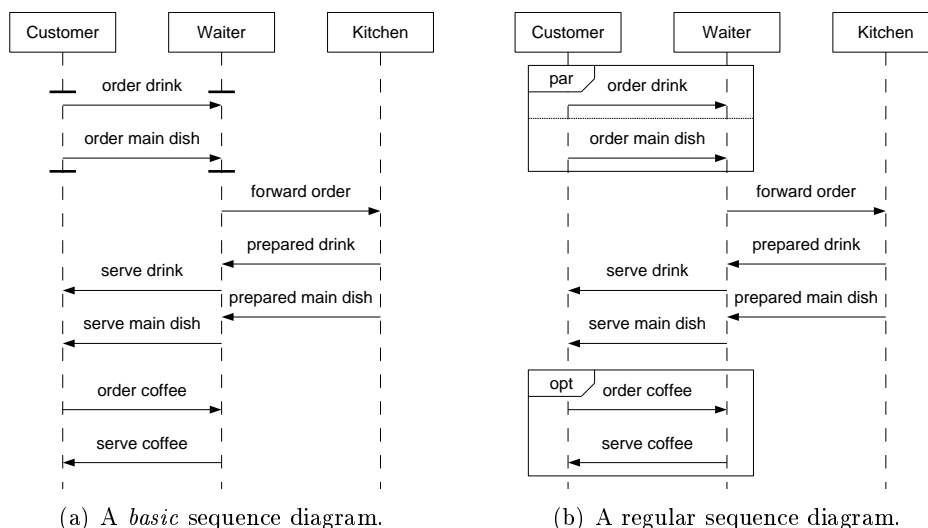 Customer Waiter Kitchen
order drink
order main dish
forward order
prepared drink
serve drink
prepared main dish
serve main dish
order coffee
serve coffee
(a) A basic sequence diagram.
Customer Waiter Kitchen
par
order drink
order main dish
forward order
prepared drink
serve drink
prepared main dish
serve main dish
opt
order coffee
serve coffee
(b) A regular sequence diagram.